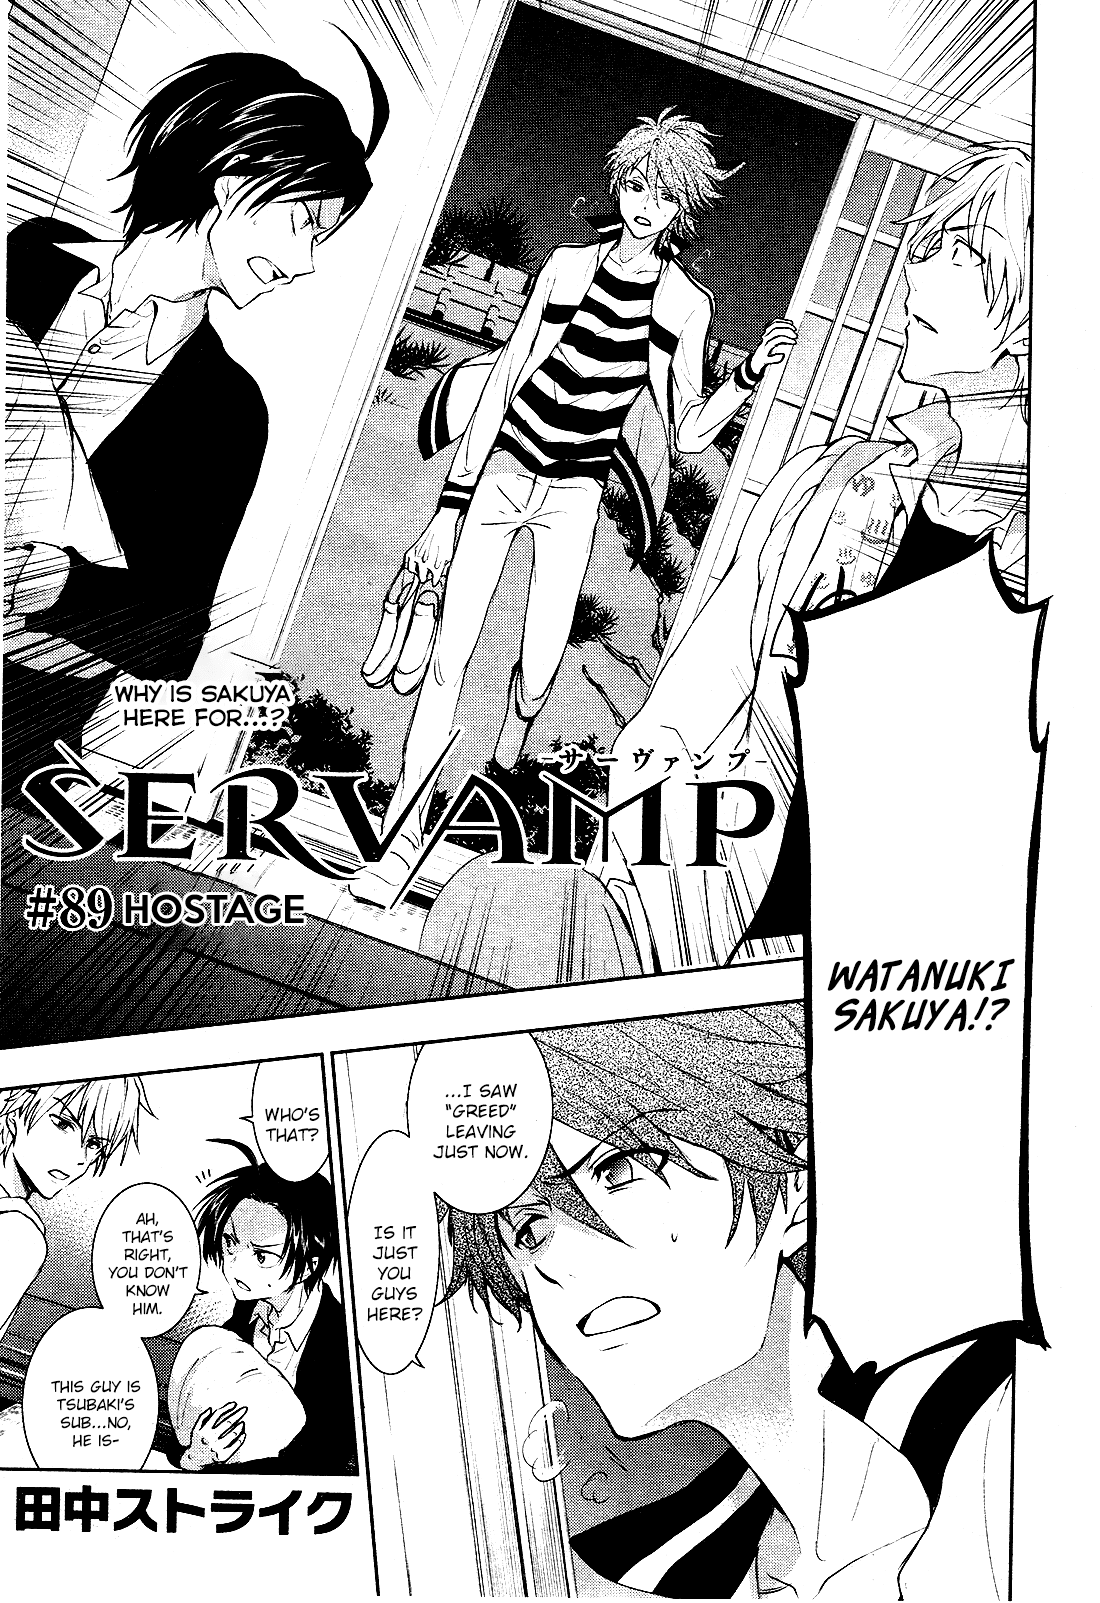 WHY IS SAKUYA
HERE FOR...?
-サーヴァンプ-
SERVAMP
#89 HOSTAGE
WATANUKI
SAKUYA!?
...I SAW
"GREED"
LEAVING
JUST NOW.
IS IT
JUST
YOU
GUYS
HERE?
WHO'S
THAT?
AH,
THAT'S
RIGHT,
YOU DON'T
KNOW
HIM.
THIS GUY IS
TSUBAKI'S
SUB...NO,
HE IS-
田中ストライク